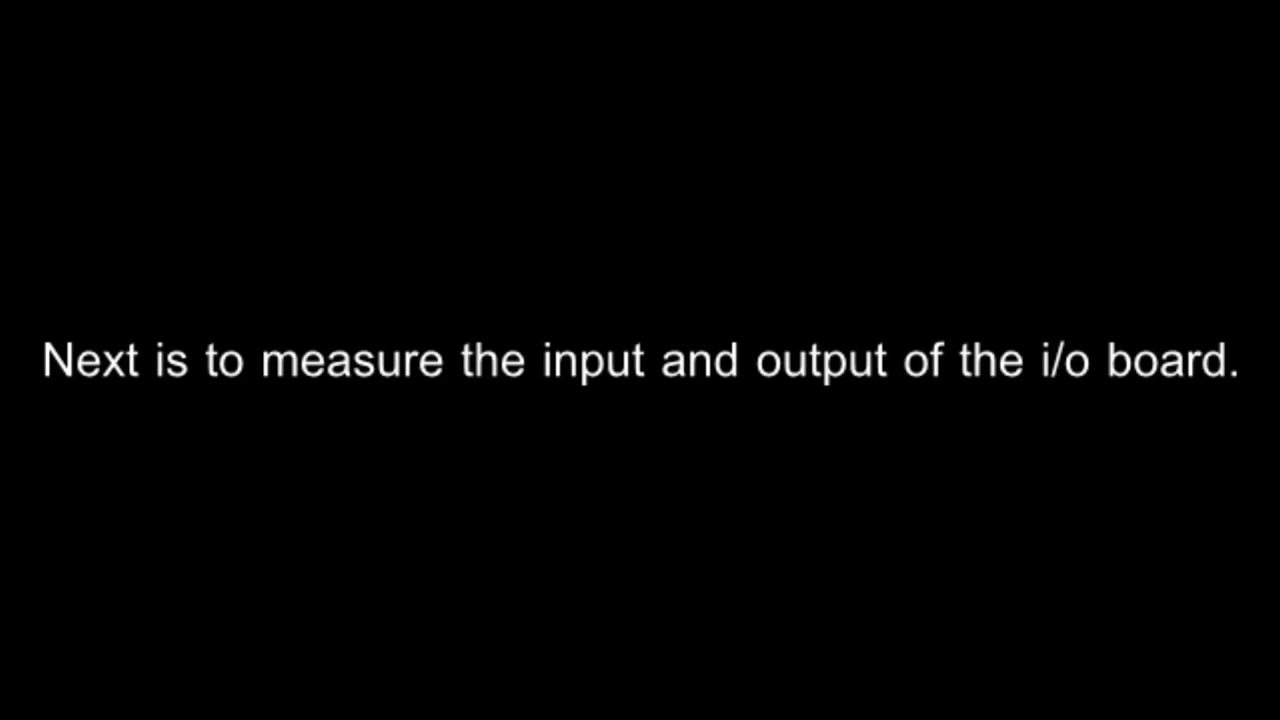 Next is to measure the input and output of the i/o board.